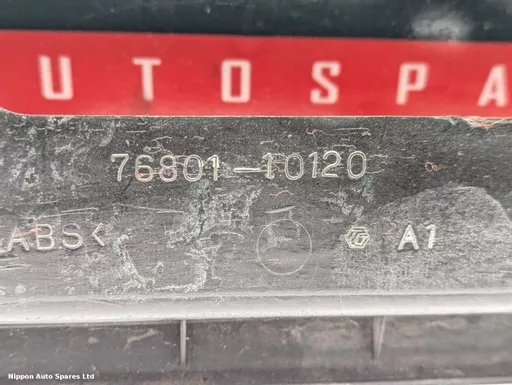 UTOSPA
76801-10120
ABS<
A1
Nippon Auto Spares Ltd